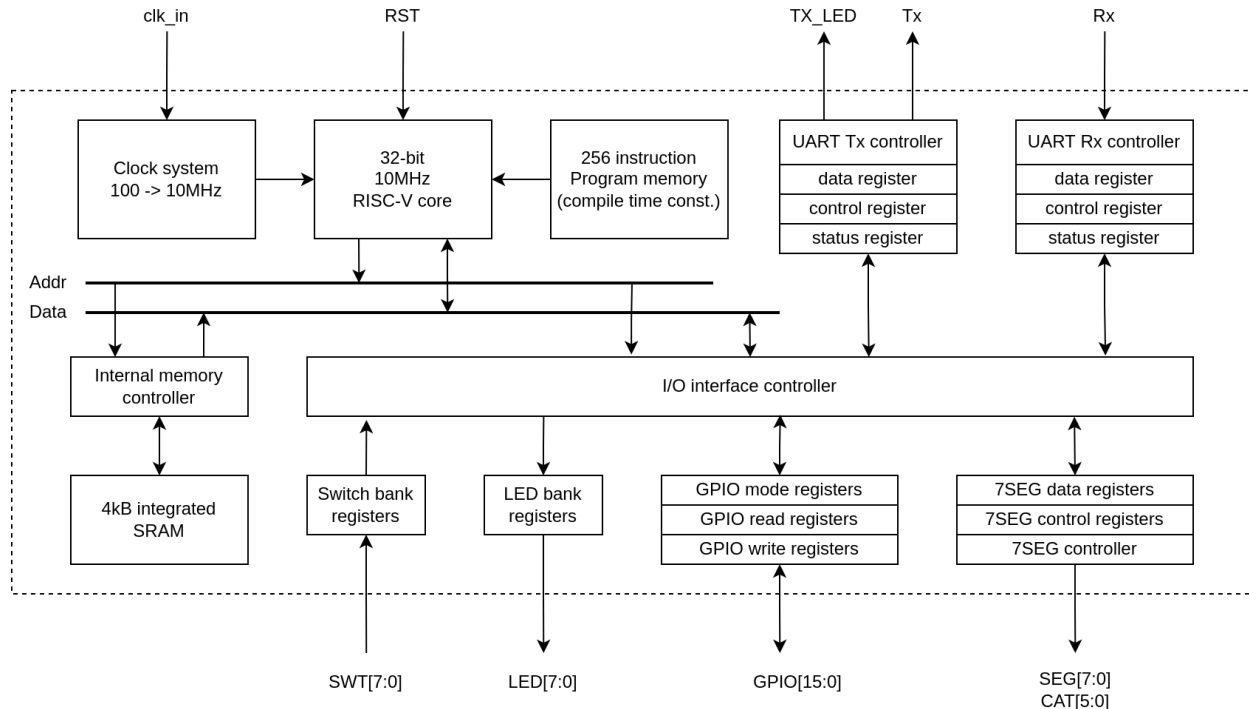 clk_in
RST
TX_LED
Tx
Rx
Clock system
100 -> 10MHz
32-bit
10MHz
RISC-V core
256 instruction
Program memory
(compile time const.)
UART Tx controller
data register
control register
status register
UART Rx controller
data register
control register
status register
Addr
Data
Internal memory
controller
I/O interface controller
4kB integrated
SRAM
Switch bank
registers
LED bank
registers
GPIO mode registers
GPIO read registers
GPIO write registers
7SEG data registers
7SEG control registers
7SEG controller
SWT[7:0]
LED[7:0]
GPIO[15:0]
SEG[7:0]
CAT[5:0]